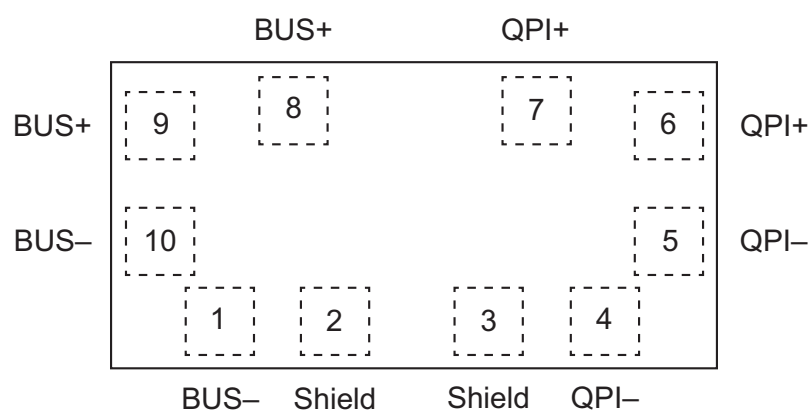 BUS+ QPI+
BUS+ 9 8 7 6 QPI+
BUS– 10 5 QPI–
1 2 3 4
BUS– Shield Shield QPI–